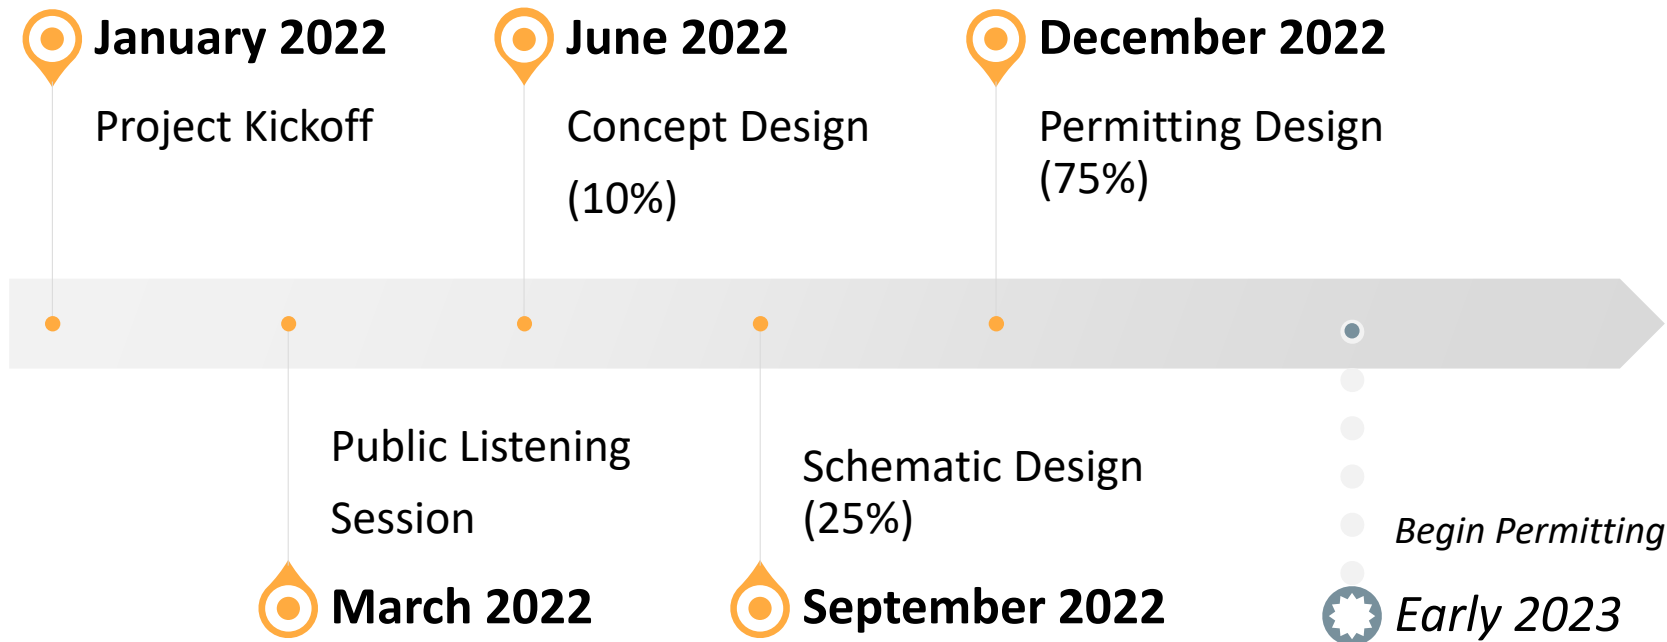 January 2022
Project Kickoff
June 2022
Concept Design
(10%)
December 2022
Permitting Design
(75%)
Public Listening
Session
March 2022
Schematic Design
(25%)
September 2022
Begin Permitting
Early 2023